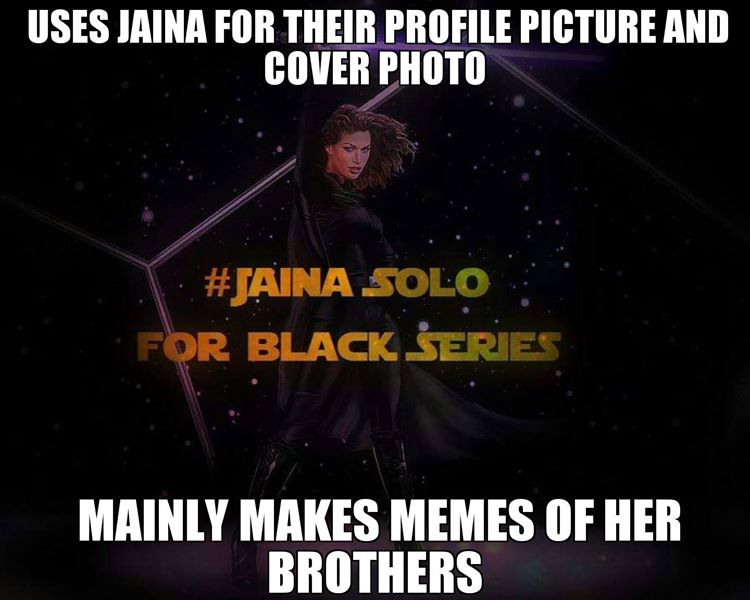 USES JAINA FOR THEIR PROFILE PICTURE AND
COVER PHOTO
#JAINA SOLO
FOR BLACK SERIES
MAINLY MAKES MEMES OF HER
BROTHERS